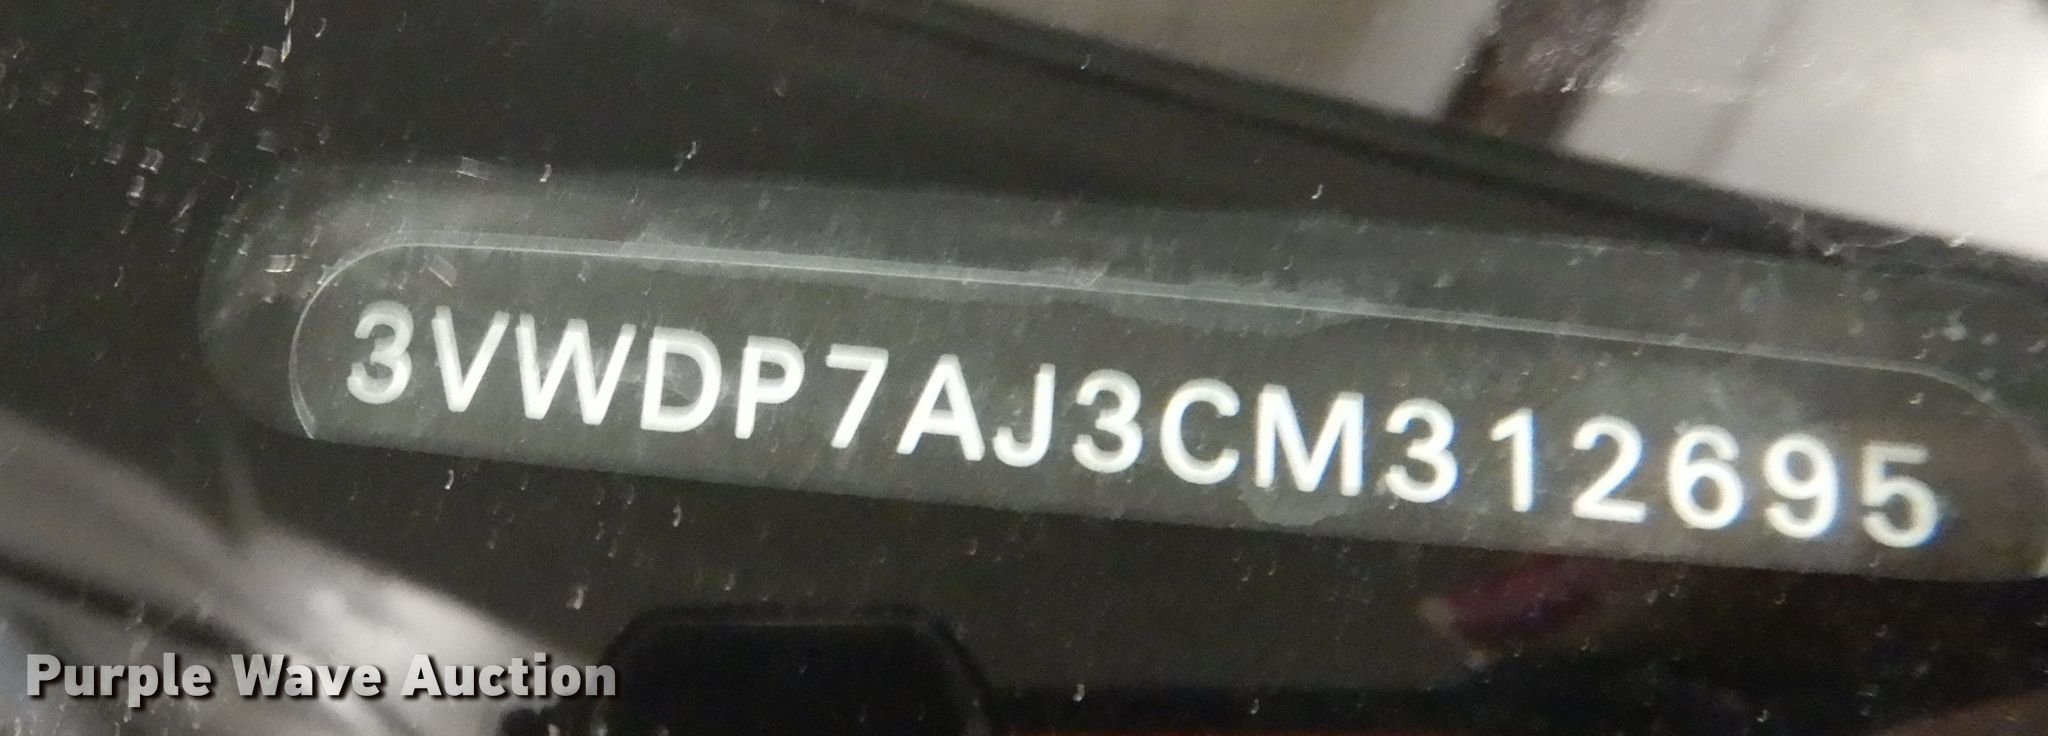 3VWDP7AJ3CM312695
Purple Wave Auction